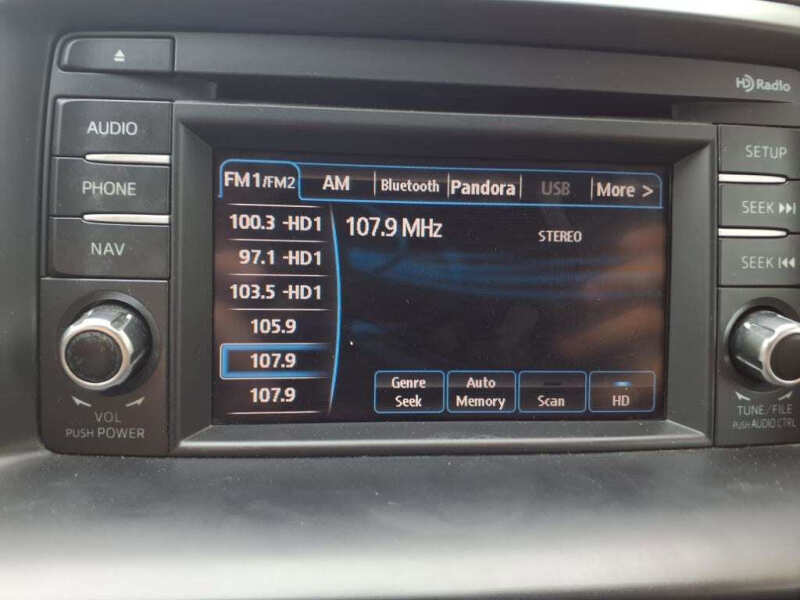 HD Radio
AUDIO
PHONE
NAV
VOL
PUSH POWER
FM1/FM2 AM Bluetooth Pandora USB More >
100.3 -HD1
97.1 -HD1
103.5 -HD1
105.9
107.9
107.9
107.9 MHz
STEREO
Genre Seek
Auto Memory
Scan
HD
SETUP
SEEK
SEEK
TUNE/FILE
PUSH AUDIO CTRL